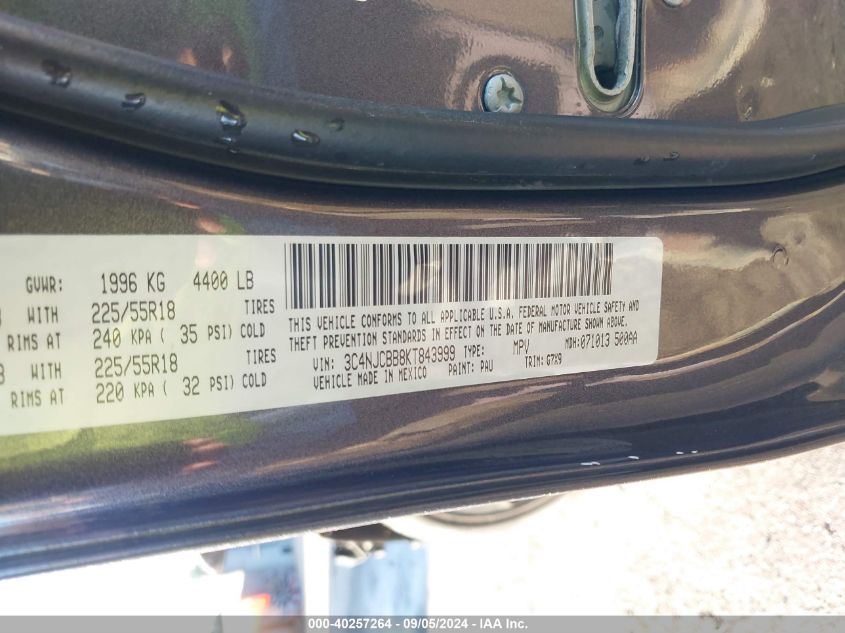 GVWR: 1996 KG 4400 LB
WITH 225/55R18 TIRES
RIMS AT 240 KPA ( 35 PSI) COLD
WITH 225/55R18 TIRES
RIMS AT 220 KPA ( 32 PSI) COLD
THIS VEHICLE CONFORMS TO ALL APPLICABLE U.S.A. FEDERAL MOTOR VEHICLE SAFETY AND
THEFT PREVENTION STANDARDS IN EFFECT ON THE DATE OF MANUFACTURE SHOWN ABOVE.
VIN: 3C4NJCBB8KT843999 TYPE: MPV MDH:071013 500AA
VEHICLE MADE IN MEXICO PAINT: PAU TRIM: G7X9
000-40257264 - 09/05/2024 - IAA Inc.